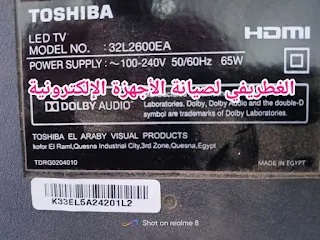 TOSHIBA
HDMI
LED TV
MODEL NO. : 32L2600EA
POWER SUPPLY : ~ 100-240V 50/60Hz 65W
الغطريفي لصيانة الأجهزة الإلكترونية
DOLBY AUDIO™
Laboratories. Dolby, Dolby Audio and the double-D
symbol are trademarks of Dolby Laboratories.
TOSHIBA EL ARABY VISUAL PRODUCTS
kofor El Raml, Quesna Industrial City, 3rd Zone, Quesna, Egypt
TDRG0204010
MADE IN EGYPT
K33EL5A24201L2
Shot on realme 8